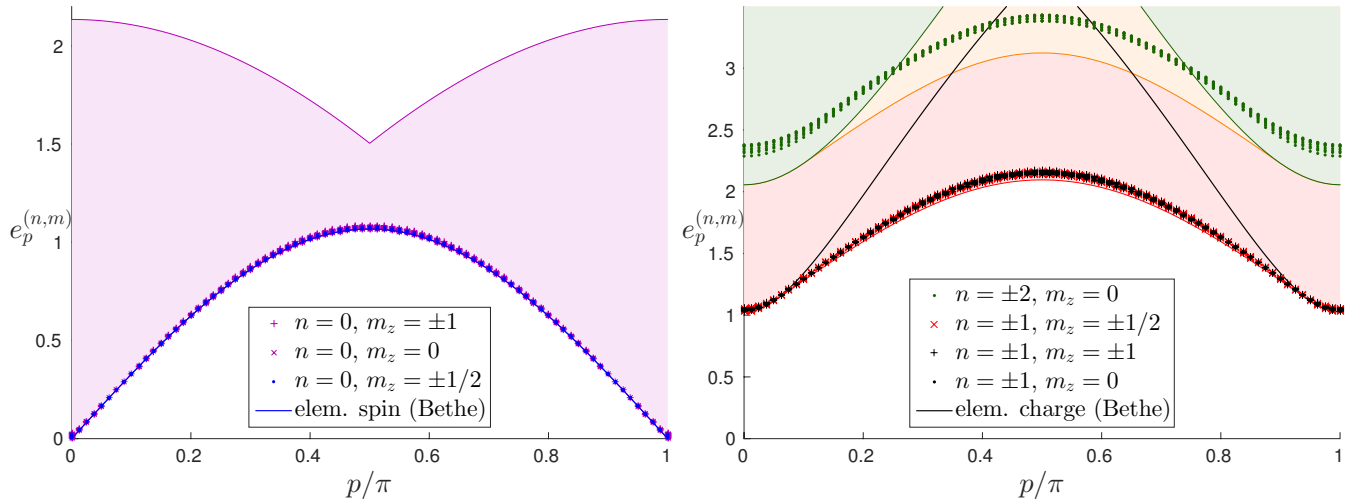 2
1.5
1
0.5
0
e_p^{(n,m)}
n = 0, m_z = ±1
n = 0, m_z = 0
n = 0, m_z = ±1/2
elem. spin (Bethe)
0 0.2 0.4 0.6 0.8 1
p/π
3
2.5
2
1.5
1
0.5
0
e_p^{(n,m)}
n = ±2, m_z = 0
n = ±1, m_z = ±1/2
n = ±1, m_z = ±1
n = ±1, m_z = 0
elem. charge (Bethe)
0 0.2 0.4 0.6 0.8 1
p/π